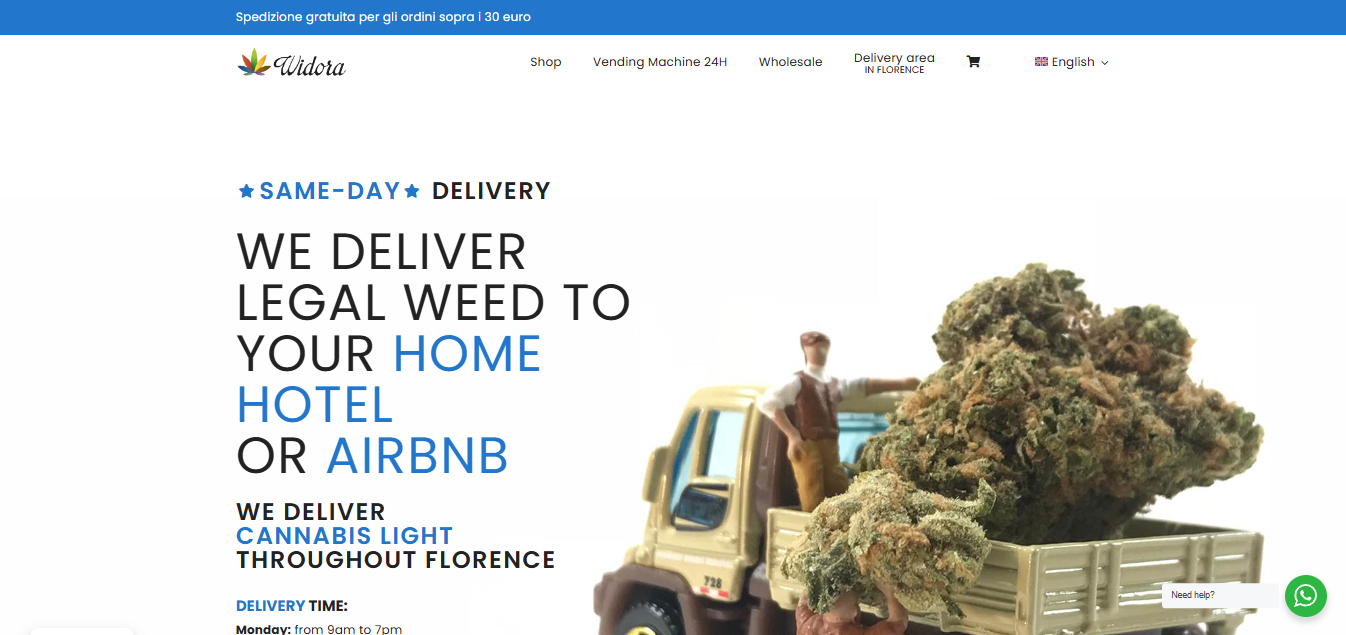 Spedizione gratuita per gli ordini sopra i 30 euro
Widora
Shop
Vending Machine 24H
Wholesale
Delivery area
IN FLORENCE
English
SAME-DAY DELIVERY
WE DELIVER
LEGAL WEED TO
YOUR HOME
HOTEL
OR AIRBNB
WE DELIVER
CANNABIS LIGHT
THROUGHOUT FLORENCE
DELIVERY TIME:
Monday: from 9am to 7pm
728
Need help?